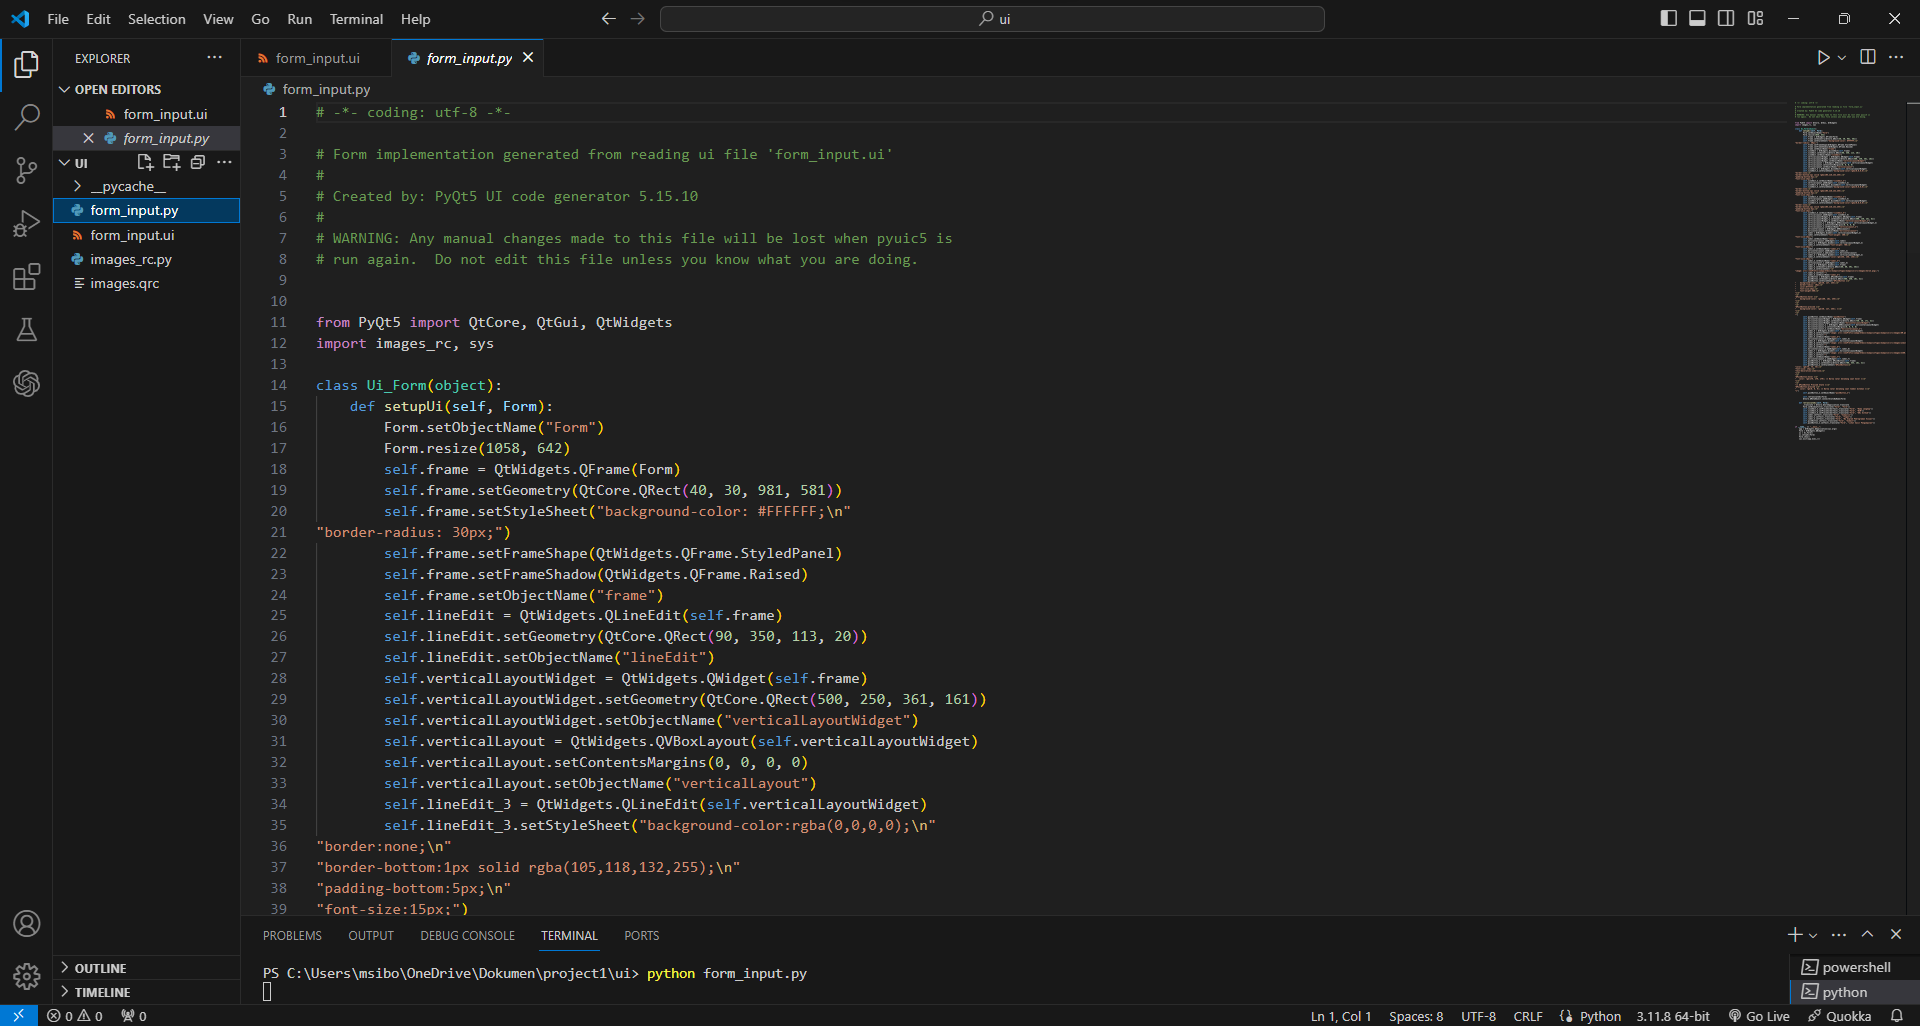 File Edit Selection View Go Run Terminal Help
ui
EXPLORER
OPEN EDITORS
form_input.ui
form_input.py
UI
__pycache__
form_input.py
form_input.ui
images_rc.py
images.qrc
OUTLINE
TIMELINE
form_input.ui
form_input.py
form_input.py
1 # -*- coding: utf-8 -*-
2
3 # Form implementation generated from reading ui file 'form_input.ui'
4 #
5 # Created by: PyQt5 UI code generator 5.15.10
6 #
7 # WARNING: Any manual changes made to this file will be lost when pyuic5 is
8 # run again.  Do not edit this file unless you know what you are doing.
9
10
11 from PyQt5 import QtCore, QtGui, QtWidgets
12 import images_rc, sys
13
14 class Ui_Form(object):
15     def setupUi(self, Form):
16         Form.setObjectName("Form")
17         Form.resize(1058, 642)
18         self.frame = QtWidgets.QFrame(Form)
19         self.frame.setGeometry(QtCore.QRect(40, 30, 981, 581))
20         self.frame.setStyleSheet("background-color: #FFFFFF;\n"
21 "border-radius: 30px;")
22         self.frame.setFrameShape(QtWidgets.QFrame.StyledPanel)
23         self.frame.setFrameShadow(QtWidgets.QFrame.Raised)
24         self.frame.setObjectName("frame")
25         self.lineEdit = QtWidgets.QLineEdit(self.frame)
26         self.lineEdit.setGeometry(QtCore.QRect(90, 350, 113, 20))
27         self.lineEdit.setObjectName("lineEdit")
28         self.verticalLayoutWidget = QtWidgets.QWidget(self.frame)
29         self.verticalLayoutWidget.setGeometry(QtCore.QRect(500, 250, 361, 161))
30         self.verticalLayoutWidget.setObjectName("verticalLayoutWidget")
31         self.verticalLayout = QtWidgets.QVBoxLayout(self.verticalLayoutWidget)
32         self.verticalLayout.setContentsMargins(0, 0, 0, 0)
33         self.verticalLayout.setObjectName("verticalLayout")
34         self.lineEdit_3 = QtWidgets.QLineEdit(self.verticalLayoutWidget)
35         self.lineEdit_3.setStyleSheet("background-color:rgba(0,0,0,0);\n"
36 "border:none;\n"
37 "border-bottom:1px solid rgba(105,118,132,255);\n"
38 "padding-bottom:5px;\n"
39 "font-size:15px;")
PROBLEMS OUTPUT DEBUG CONSOLE TERMINAL PORTS
PS C:\Users\msibo\OneDrive\Dokumen\project1\ui> python form_input.py
powershell
python
0 0 0
Ln 1, Col 1 Spaces: 8 UTF-8 CRLF Python 3.11.8 64-bit Go Live Quokka